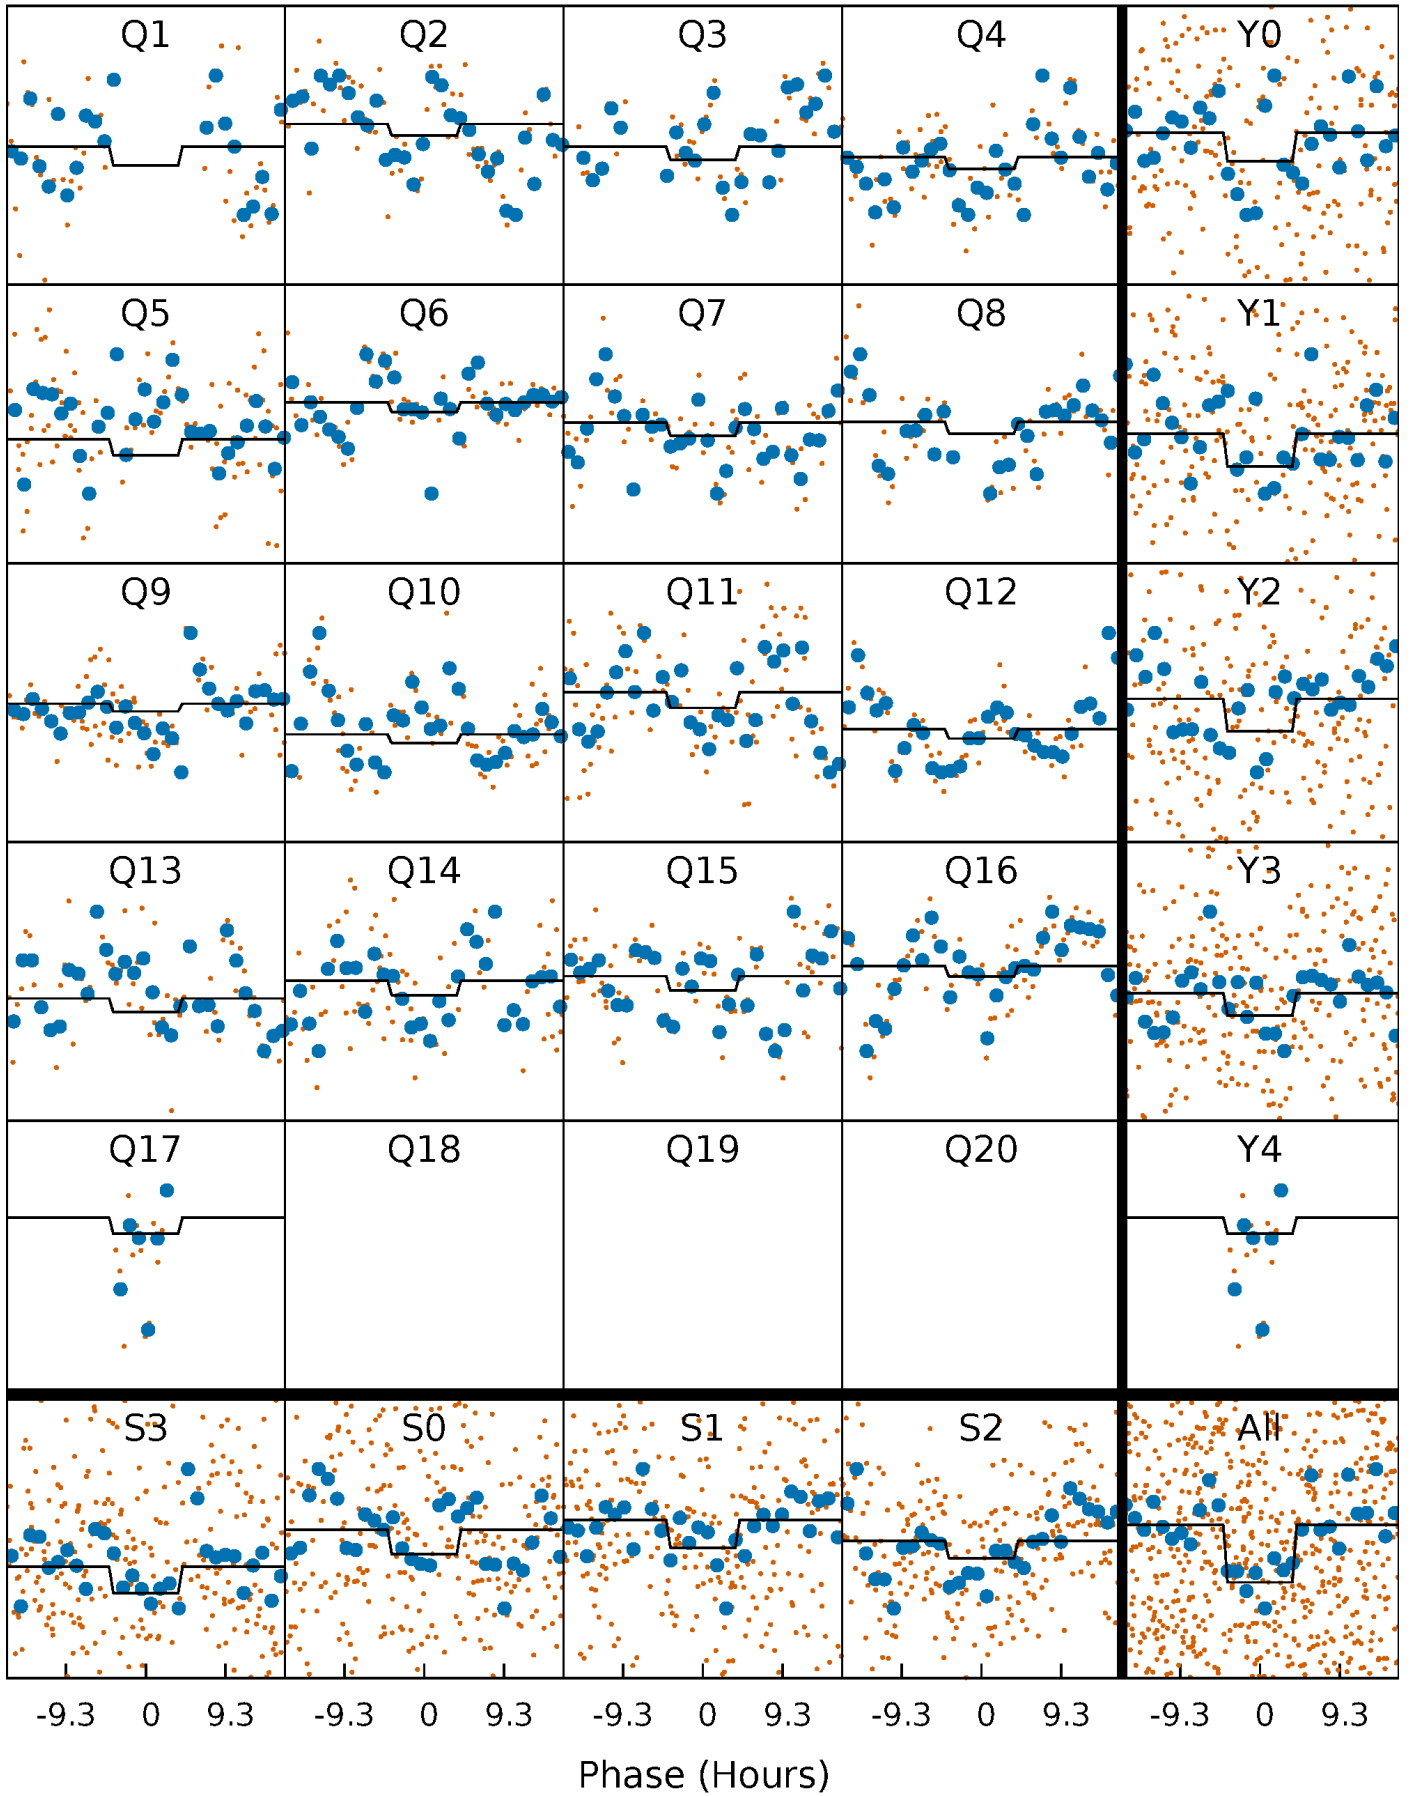 Q1 Q2 Q3 Q4 Y0
Q5 Q6 Q7 Q8 Y1
Q9 Q10 Q11 Q12 Y2
Q13 Q14 Q15 Q16 Y3
Q17 Q18 Q19 Q20 Y4
S3 S0 S1 S2 All
-9.3 0 9.3 -9.3 0 9.3 -9.3 0 9.3 -9.3 0 9.3 -9.3 0 9.3
Phase (Hours)